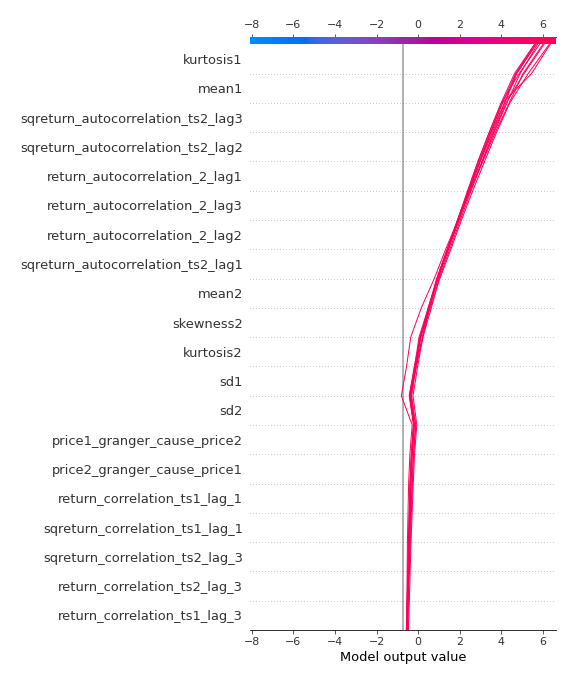 −8 −6 −4 −2 0 2 4 6
kurtosis1
mean1
sqreturn_autocorrelation_ts2_lag3
sqreturn_autocorrelation_ts2_lag2
return_autocorrelation_2_lag1
return_autocorrelation_2_lag3
return_autocorrelation_2_lag2
sqreturn_autocorrelation_ts2_lag1
mean2
skewness2
kurtosis2
sd1
sd2
price1_granger_cause_price2
price2_granger_cause_price1
return_correlation_ts1_lag_1
sqreturn_correlation_ts1_lag_1
sqreturn_correlation_ts2_lag_3
return_correlation_ts2_lag_3
return_correlation_ts1_lag_3
−8 −6 −4 −2 0 2 4 6
Model output value